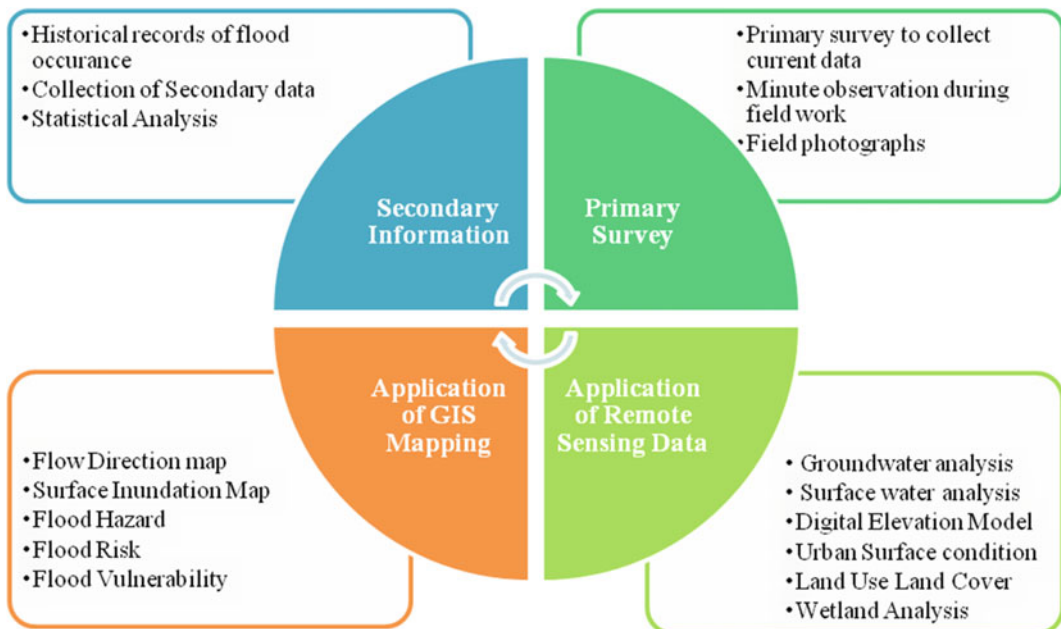 •Historical records of flood
occurance
•Collection of Secondary data
•Statistical Analysis
•Primary survey to collect
current data
•Minute observation during
field work
•Field photographs
Secondary
Information
Primary
Survey
Application
of GIS
Mapping
Application
of Remote
Sensing Data
•Flow Direction map
•Surface Inundation Map
•Flood Hazard
•Flood Risk
•Flood Vulnerability
• Groundwater analysis
• Surface water analysis
•Digital Elevation Model
•Urban Surface condition
•Land Use Land Cover
•Wetland Analysis